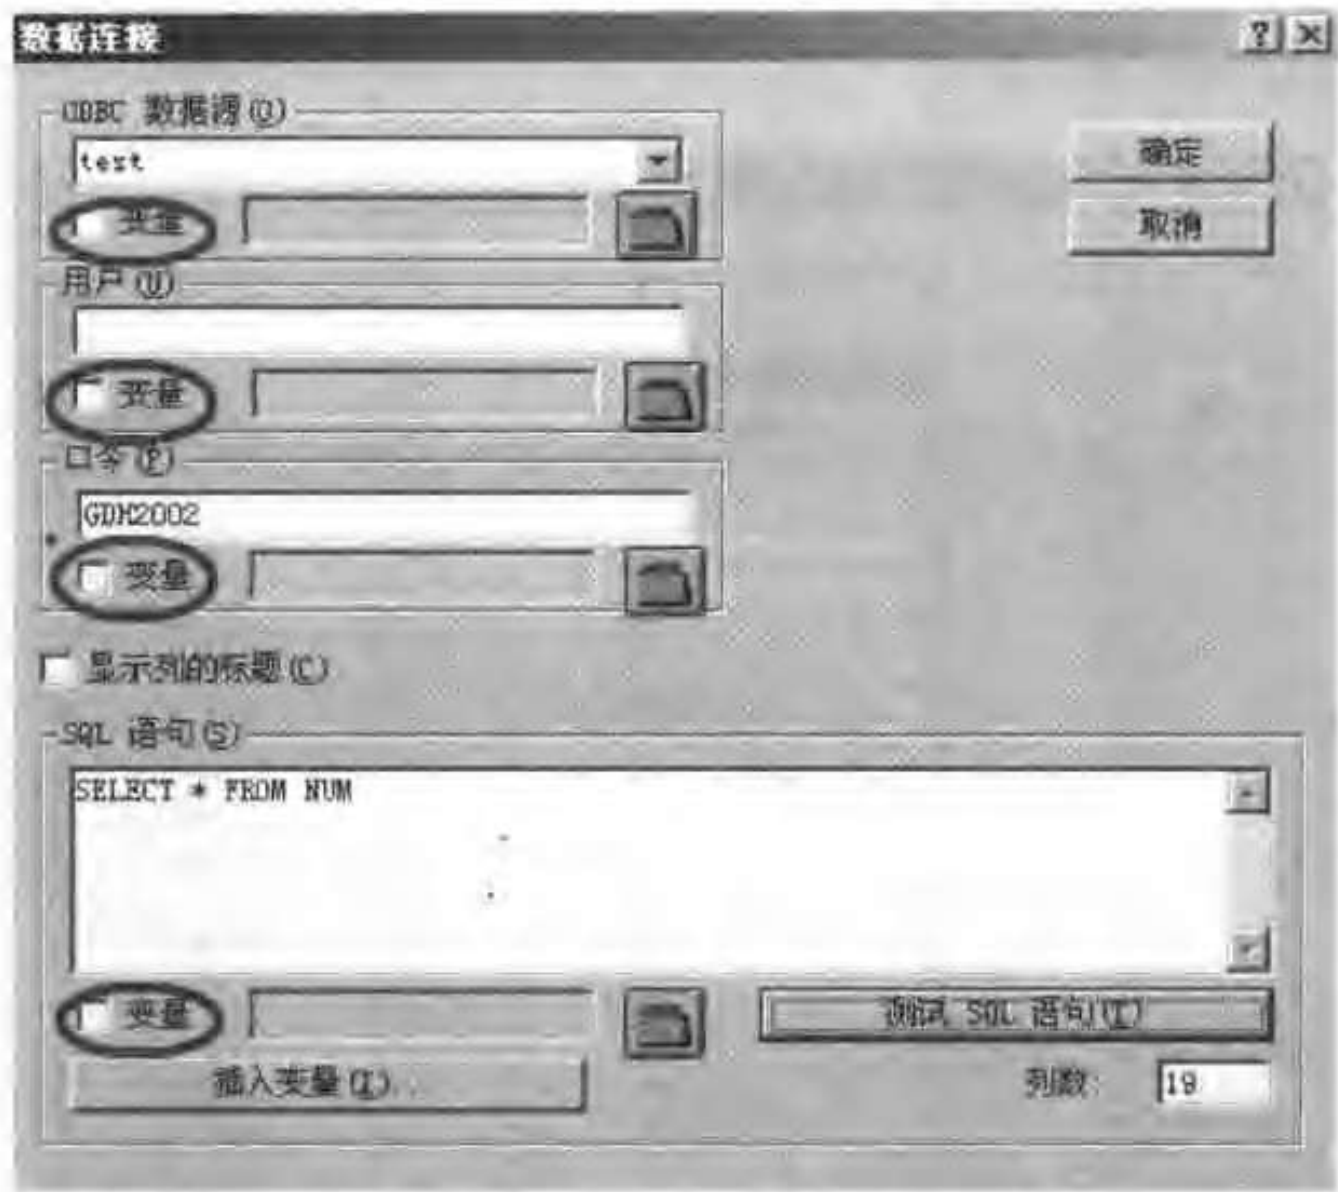 数据连接
ODBC 数据源(O)
test
变量
确定
取消
用户(U)
变量
口令(P)
GDM2002
变量
显示列的标题(C)
SQL 语句(S)
SELECT * FROM NUM
变量
测试 SQL 语句(T)
插入变量(I)..
列数:
19